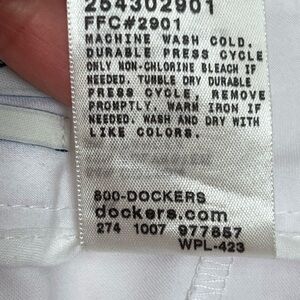 254302901
FFC#2901
MACHINE WASH COLD.
DURABLE PRESS CYCLE
ONLY NON-CHLORINE BLEACH IF
NEEDED. TUMBLE DRY DURABLE
PRESS CYCLE, REMOVE
PROMPTLY. WARM IRON IF
NEEDED. WASH AND DRY WITH
LIKE COLORS.
800-DOCKERS
dockers.com
274 1007 977857
WPL-423